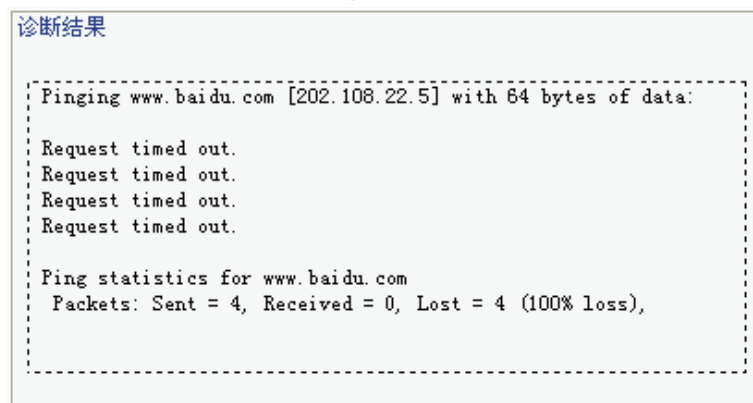 诊断结果
Pinging www.baidu.com [202.108.22.5] with 64 bytes of data:
Request timed out.
Request timed out.
Request timed out.
Request timed out.
Ping statistics for www.baidu.com
Packets: Sent = 4, Received = 0, Lost = 4 (100% loss),